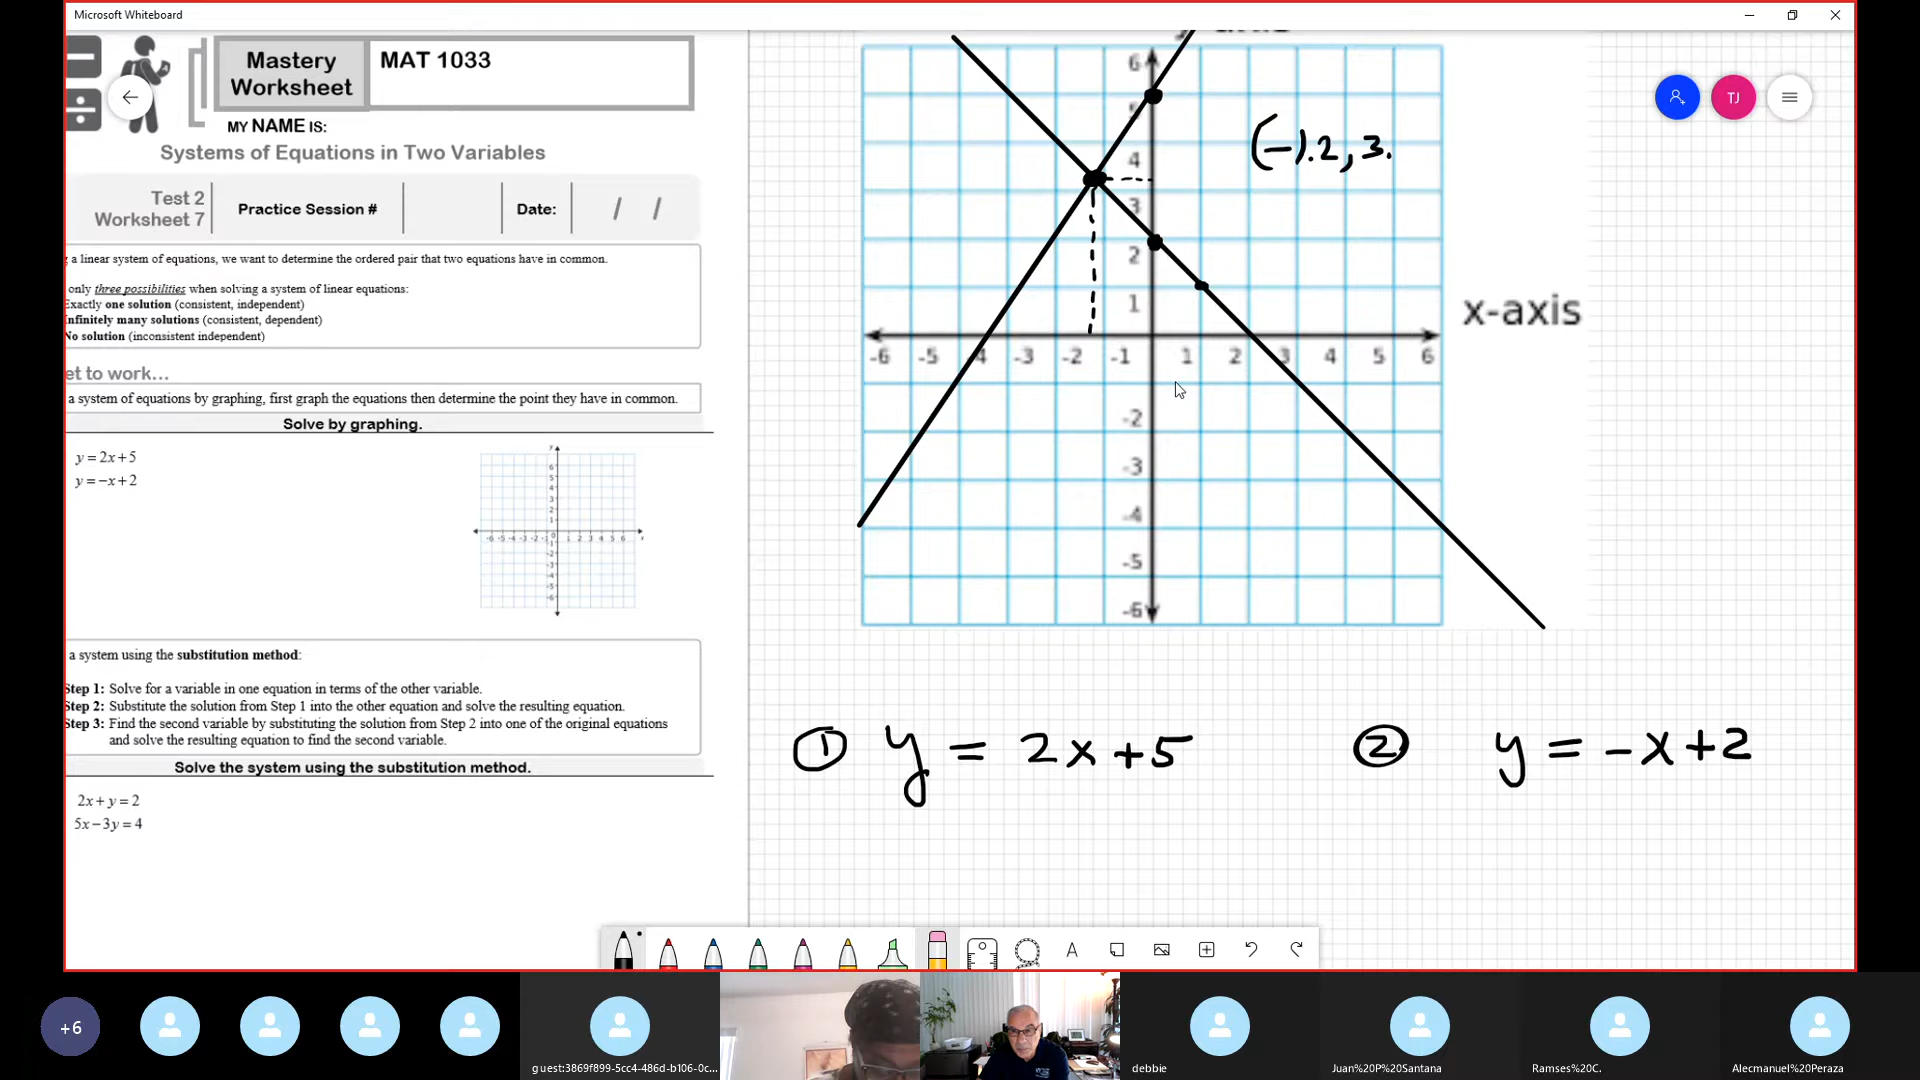 Microsoft Whiteboard
Mastery
Worksheet
MAT 1033
MY NAME IS:
Systems of Equations in Two Variables
Test 2
Worksheet 7
Practice Session #
Date:
/ /
a linear system of equations, we want to determine the ordered pair that two equations have in common.
only three possibilities when solving a system of linear equations:
Exactly one solution (consistent, independent)
Infinitely many solutions (consistent, dependent)
No solution (inconsistent independent)
et to work...
a system of equations by graphing, first graph the equations then determine the point they have in common.
Solve by graphing.
y = 2x+5
y = −x+2
a system using the substitution method:
Step 1: Solve for a variable in one equation in terms of the other variable.
Step 2: Substitute the solution from Step 1 into the other equation and solve the resulting equation.
Step 3: Find the second variable by substituting the solution from Step 2 into one of the original equations
and solve the resulting equation to find the second variable.
Solve the system using the substitution method.
2x+y=2
5x−3y=4
6
5
4
3
2
1
-6 -5 -4 -3 -2 -1 1 2 3 4 5 6
-2
-3
-4
-5
-6
x-axis
(-1.2, 3.
① y = 2x+5
② y = -x+2
TJ
A
+6
guest:3869f899-5cc4-486d-b106-0c...
debbie
Juan%20P%20Santana
Ramses%20C.
Alecmanuel%20Peraza